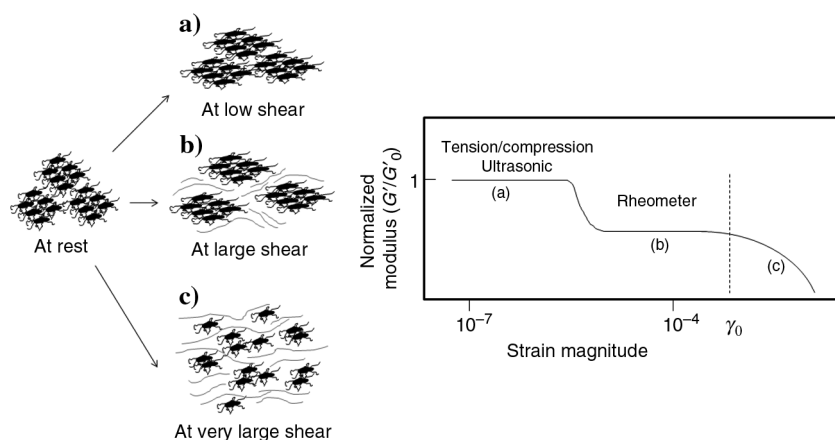 a)
At low shear
b)
At rest
At large shear
c)
At very large shear
Normalized
modulus (G′/G′₀)
1
Tension/compression
Ultrasonic
(a)
Rheometer
(b)
(c)
10⁻⁷
10⁻⁴
γ₀
Strain magnitude